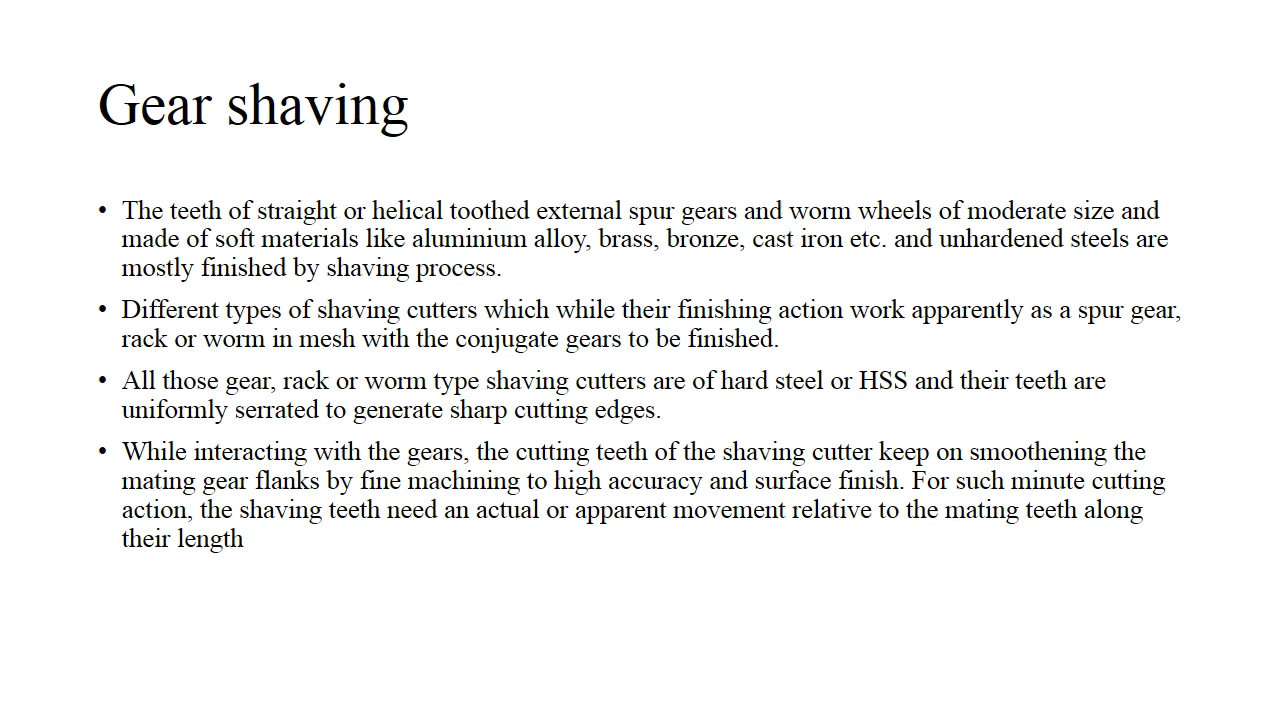 Gear shaving
• The teeth of straight or helical toothed external spur gears and worm wheels of moderate size and
made of soft materials like aluminium alloy, brass, bronze, cast iron etc. and unhardened steels are
mostly finished by shaving process.
• Different types of shaving cutters which while their finishing action work apparently as a spur gear,
rack or worm in mesh with the conjugate gears to be finished.
• All those gear, rack or worm type shaving cutters are of hard steel or HSS and their teeth are
uniformly serrated to generate sharp cutting edges.
• While interacting with the gears, the cutting teeth of the shaving cutter keep on smoothening the
mating gear flanks by fine machining to high accuracy and surface finish. For such minute cutting
action, the shaving teeth need an actual or apparent movement relative to the mating teeth along
their length